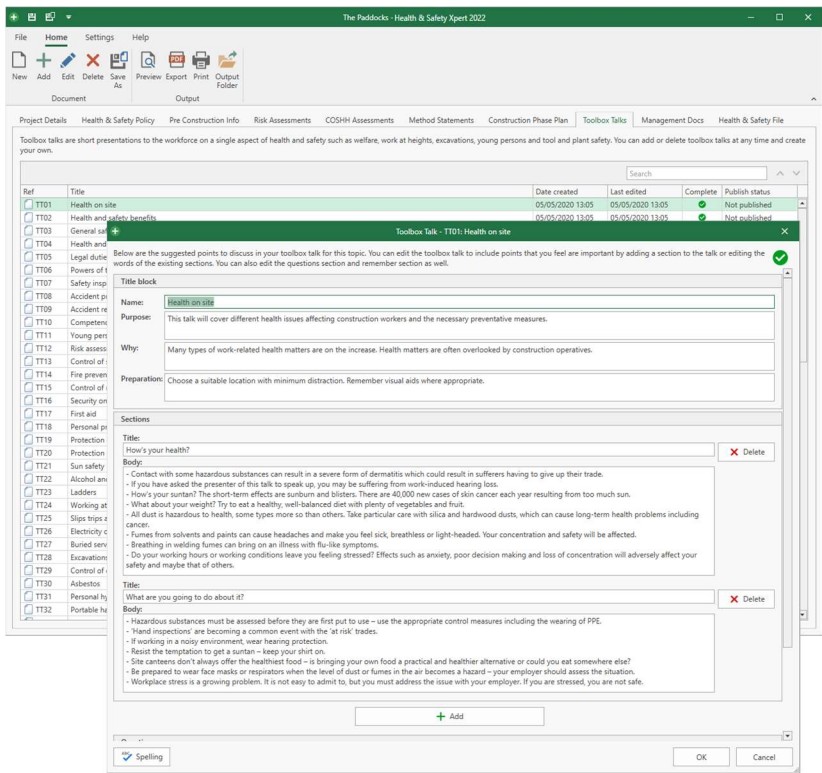 The Paddocks - Health & Safety Xpert 2022
File Home Settings Help
New Add Edit Delete Save As Preview Export Print Output Folder
Document Output
Project Details Health & Safety Policy Pre Construction Info Risk Assessments COSHH Assessments Method Statements Construction Phase Plan Toolbox Talks Management Docs Health & Safety File
Toolbox talks are short presentations to the workforce on a single aspect of health and safety such as welfare, work at heights, excavations, young persons and tool and plant safety. You can add or delete toolbox talks at any time and create
your own.
Search
Ref Title Date created Last edited Complete Publish status
TT01 Health on site 05/05/2020 13:05 05/05/2020 13:05 Not published
TT02 Health and safety benefits 05/05/2020 13:05 05/05/2020 13:05 Not published
TT03 General saf
TT04 Health and
TT05 Legal dutie
TT06 Powers of
TT07 Safety insp
TT08 Accident p
TT09 Accident re
TT10 Competenc
TT11 Young pers
TT12 Risk assess
TT13 Control of
TT14 Fire preven
TT15 Control of
TT16 Security on
TT17 First aid
TT18 Personal p
TT19 Protection
TT20 Protection
TT21 Sun safety
TT22 Alcohol and
TT23 Ladders
TT24 Working at
TT25 Slips trips a
TT26 Electricity
TT27 Buried serv
TT28 Excavations
TT29 Control of
TT30 Asbestos
TT31 Personal hy
TT32 Portable ha
Toolbox Talk - TT01: Health on site
Below are the suggested points to discuss in your toolbox talk for this topic. You can edit the toolbox talk to include points that you feel are important by adding a section to the talk or editing the
words of the existing sections. You can also edit the questions section and remember section as well.
Title block
Name: Health on site
Purpose: This talk will cover different health issues affecting construction workers and the necessary preventative measures.
Why: Many types of work-related health matters are on the increase. Health matters are often overlooked by construction operatives.
Preparation: Choose a suitable location with minimum distraction. Remember visual aids where appropriate.
Sections
Title:
How's your health? Delete
Body:
- Contact with some hazardous substances can result in a severe form of dermatitis which could result in sufferers having to give up their trade.
- If you have asked the presenter of this talk to speak up, you may be suffering from work-induced hearing loss.
- How's your suntan? The short-term effects are sunburn and blisters. There are 40,000 new cases of skin cancer each year resulting from too much sun.
- What about your weight? Try to eat a healthy, well-balanced diet with plenty of vegetables and fruit.
- All dust is hazardous to health, some types more so than others. Take particular care with silica and hardwood dusts, which can cause long-term health problems including
cancer.
- Fumes from solvents and paints can cause headaches and make you feel sick, breathless or light-headed. Your concentration and safety will be affected.
- Breathing in welding fumes can bring on an illness with flu-like symptoms.
- Do your working hours or working conditions leave you feeling stressed? Effects such as anxiety, poor decision making and loss of concentration will adversely affect your
safety and maybe that of others.
Title:
What are you going to do about it? Delete
Body:
- Hazardous substances must be assessed before they are first put to use – use the appropriate control measures including the wearing of PPE.
- 'Hand inspections' are becoming a common event with the 'at risk' trades.
- If working in a noisy environment, wear hearing protection.
- Resist the temptation to get a suntan – keep your shirt on.
- Site canteens don't always offer the healthiest food – is bringing your own food a practical and healthier alternative or could you eat somewhere else?
- Be prepared to wear face masks or respirators when the level of dust or fumes in the air becomes a hazard – your employer should assess the situation.
- Workplace stress is a growing problem. It is not easy to admit to, but you must address the issue with your employer. If you are stressed, you are not safe.
Add
Spelling OK Cancel